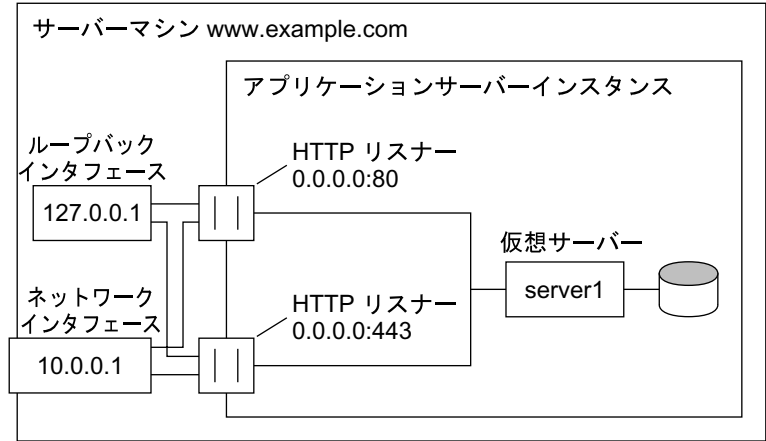 サーバーマシン www.example.com
アプリケーションサーバーインスタンス
ループバック
インタフェース
127.0.0.1
HTTP リスナー
0.0.0.0:80
仮想サーバー
server1
ネットワーク
インタフェース
10.0.0.1
HTTP リスナー
0.0.0.0:443